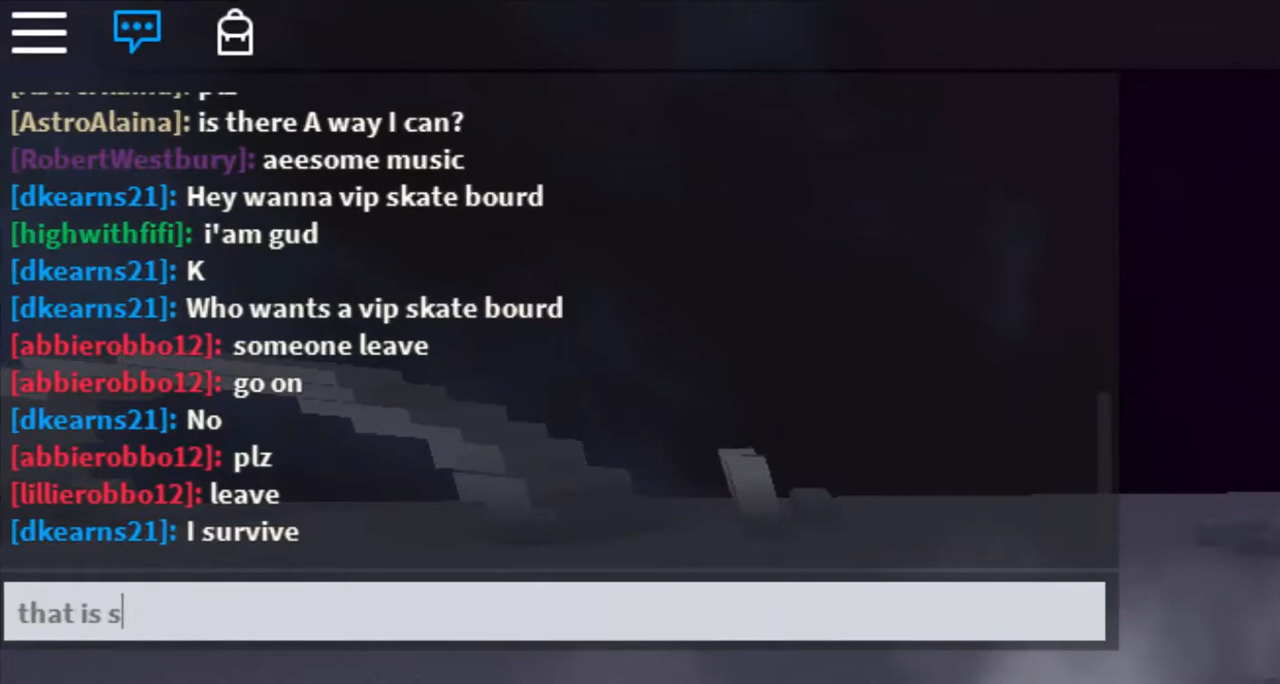 [AstroAlaina]: plz
[AstroAlaina]: is there A way I can?
[RobertWestbury]: aeesome music
[dkearns21]: Hey wanna vip skate bourd
[highwithfifi]: i'am gud
[dkearns21]: K
[dkearns21]: Who wants a vip skate bourd
[abbierobbo12]: someone leave
[abbierobbo12]: go on
[dkearns21]: No
[abbierobbo12]: plz
[lillierobbo12]: leave
[dkearns21]: I survive
that is s